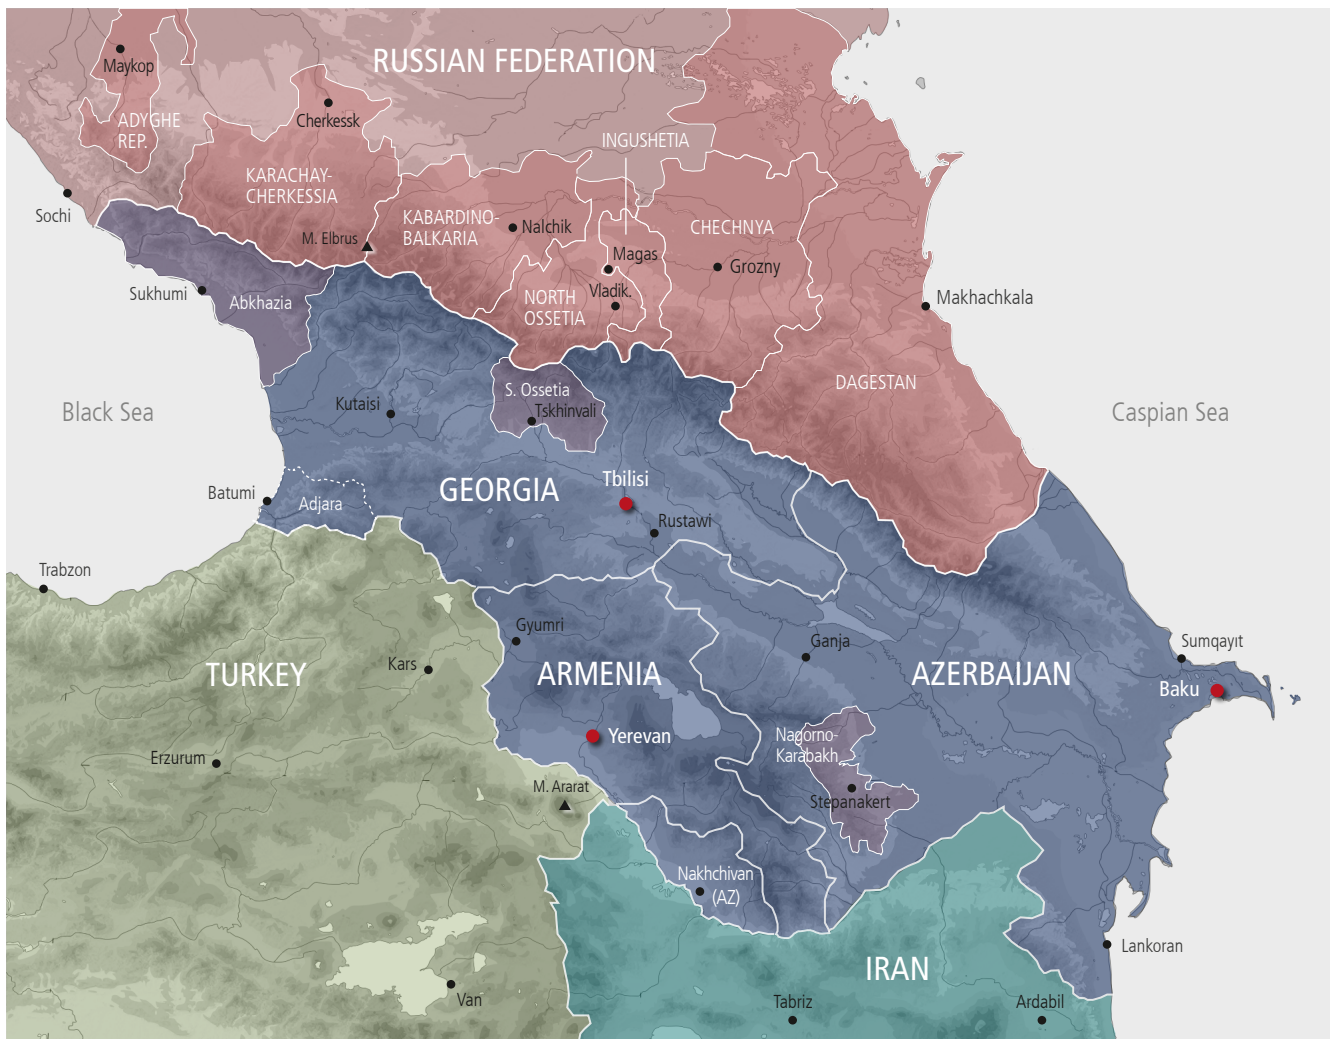 RUSSIAN FEDERATION
Maykop
ADYGHE
REP.
Cherkessk
INGUSHETIA
KARACHAY-
CHERKESSIA
Sochi
KABARDINO-
BALKARIA
Nalchik
CHECHNYA
M. Elbrus
Magas
Grozny
Sukhumi
Abkhazia
NORTH
OSSETIA
Vladik.
Makhachkala
DAGESTAN
Black Sea
Kutaisi
S. Ossetia
Tskhinvali
Caspian Sea
Batumi
Adjara
GEORGIA
Tbilisi
Rustawi
Trabzon
Gyumri
Ganja
Sumqayıt
TURKEY
Kars
ARMENIA
AZERBAIJAN
Baku
Yerevan
Nagorno-
Karabakh
Erzurum
M. Ararat
Stepanakert
Nakhchivan
(AZ)
Lankoran
IRAN
Van
Tabriz
Ardabil